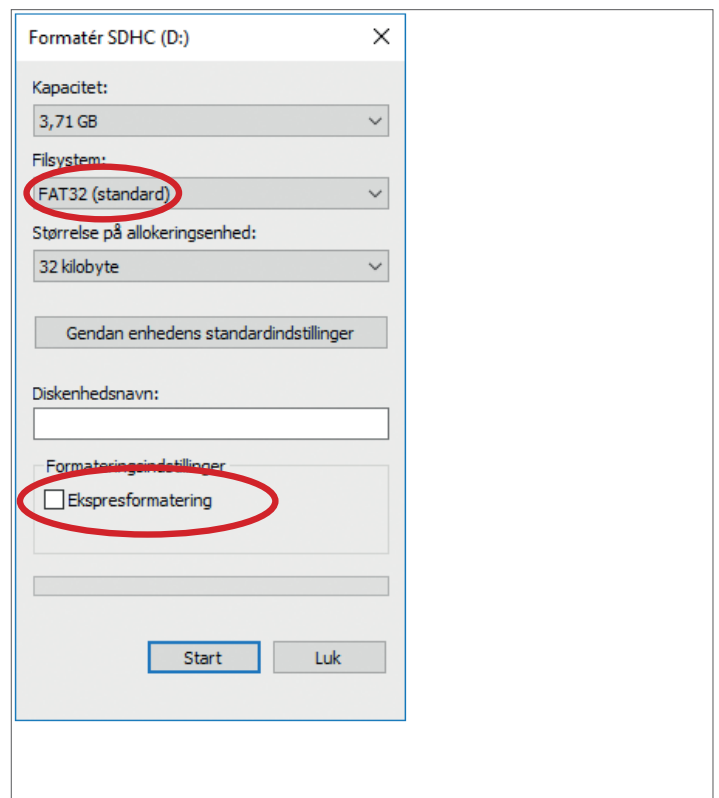 Formatér SDHC (D:)
Kapacitet:
3,71 GB
Filsystem:
FAT32 (standard)
Størrelse på allokeringsenhed:
32 kilobyte
Gendan enhedens standardindstillinger
Diskenhedsnavn:
Formateringsindstillinger
Ekspresformatering
Start
Luk